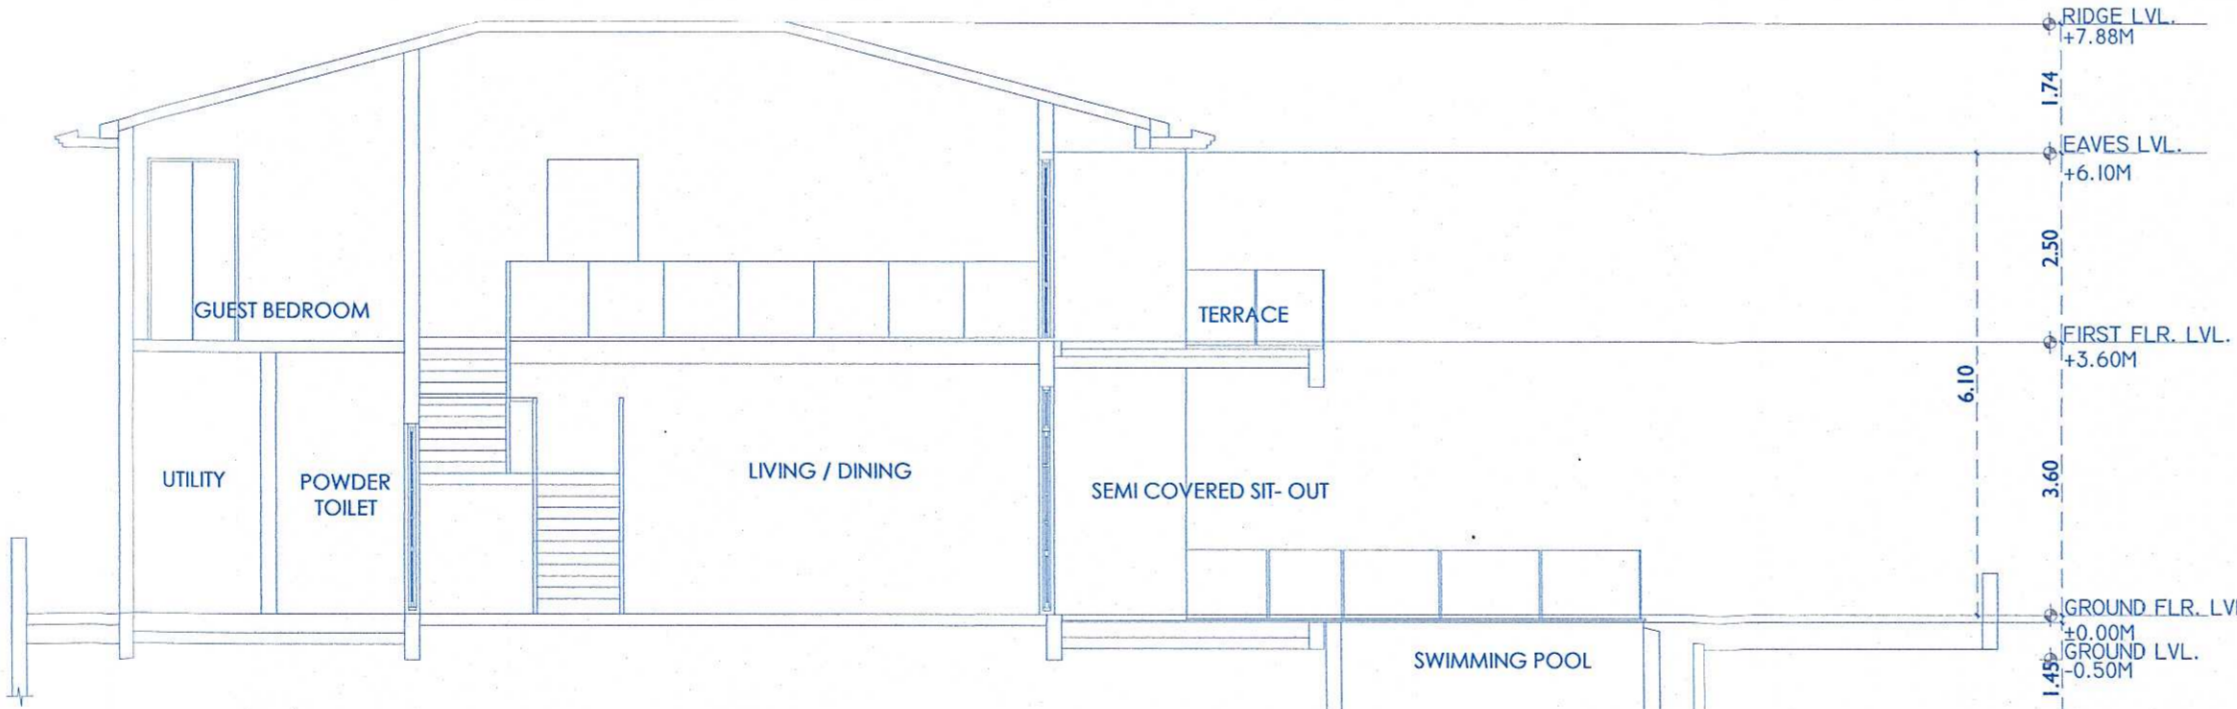 RIDGE LVL.
+7.88M
1.74
EAVES LVL.
+6.10M
2.50
GUEST BEDROOM
TERRACE
FIRST FLR. LVL.
+3.60M
6.10
UTILITY
POWDER
TOILET
LIVING / DINING
SEMI COVERED SIT- OUT
3.60
GROUND FLR. LVL
±0.00M
GROUND LVL.
-0.50M
SWIMMING POOL
1.45